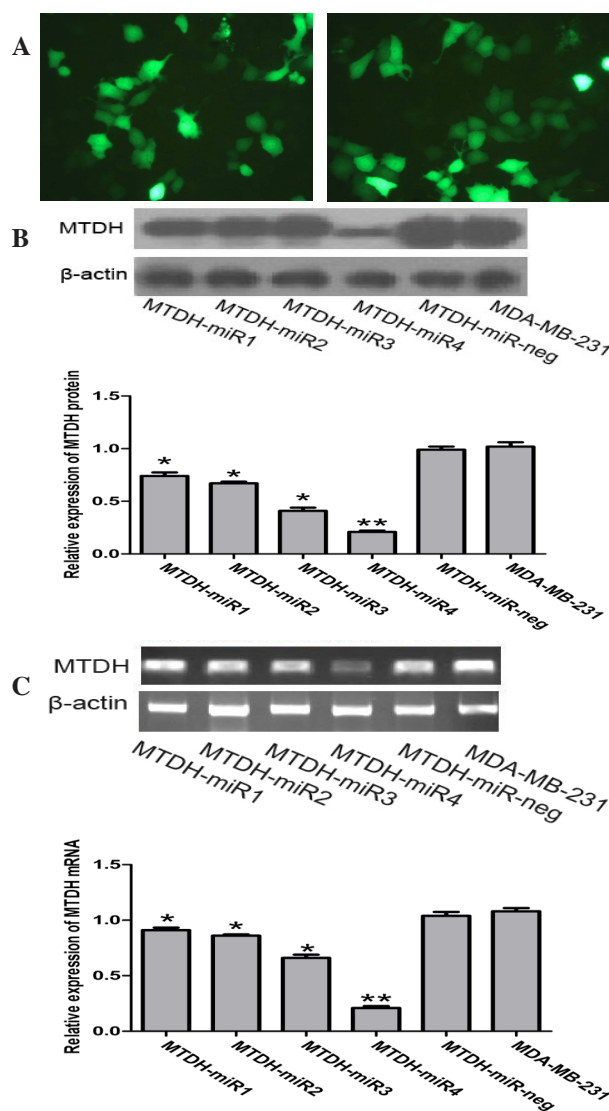 A
B
MTDH
β-actin
MTDH-miR1
MTDH-miR2
MTDH-miR3
MTDH-miR4
MTDH-miR-neg
MDA-MB-231
Relative expression of MTDH protein
1.5
1.0
0.5
0.0
*
*
*
**
MTDH-miR1
MTDH-miR2
MTDH-miR3
MTDH-miR4
MTDH-miR-neg
MDA-MB-231
C
MTDH
β-actin
MTDH-miR1
MTDH-miR2
MTDH-miR3
MTDH-miR4
MTDH-miR-neg
MDA-MB-231
Relative expression of MTDH mRNA
1.5
1.0
0.5
0.0
*
*
*
**
MTDH-miR1
MTDH-miR2
MTDH-miR3
MTDH-miR4
MTDH-miR-neg
MDA-MB-231